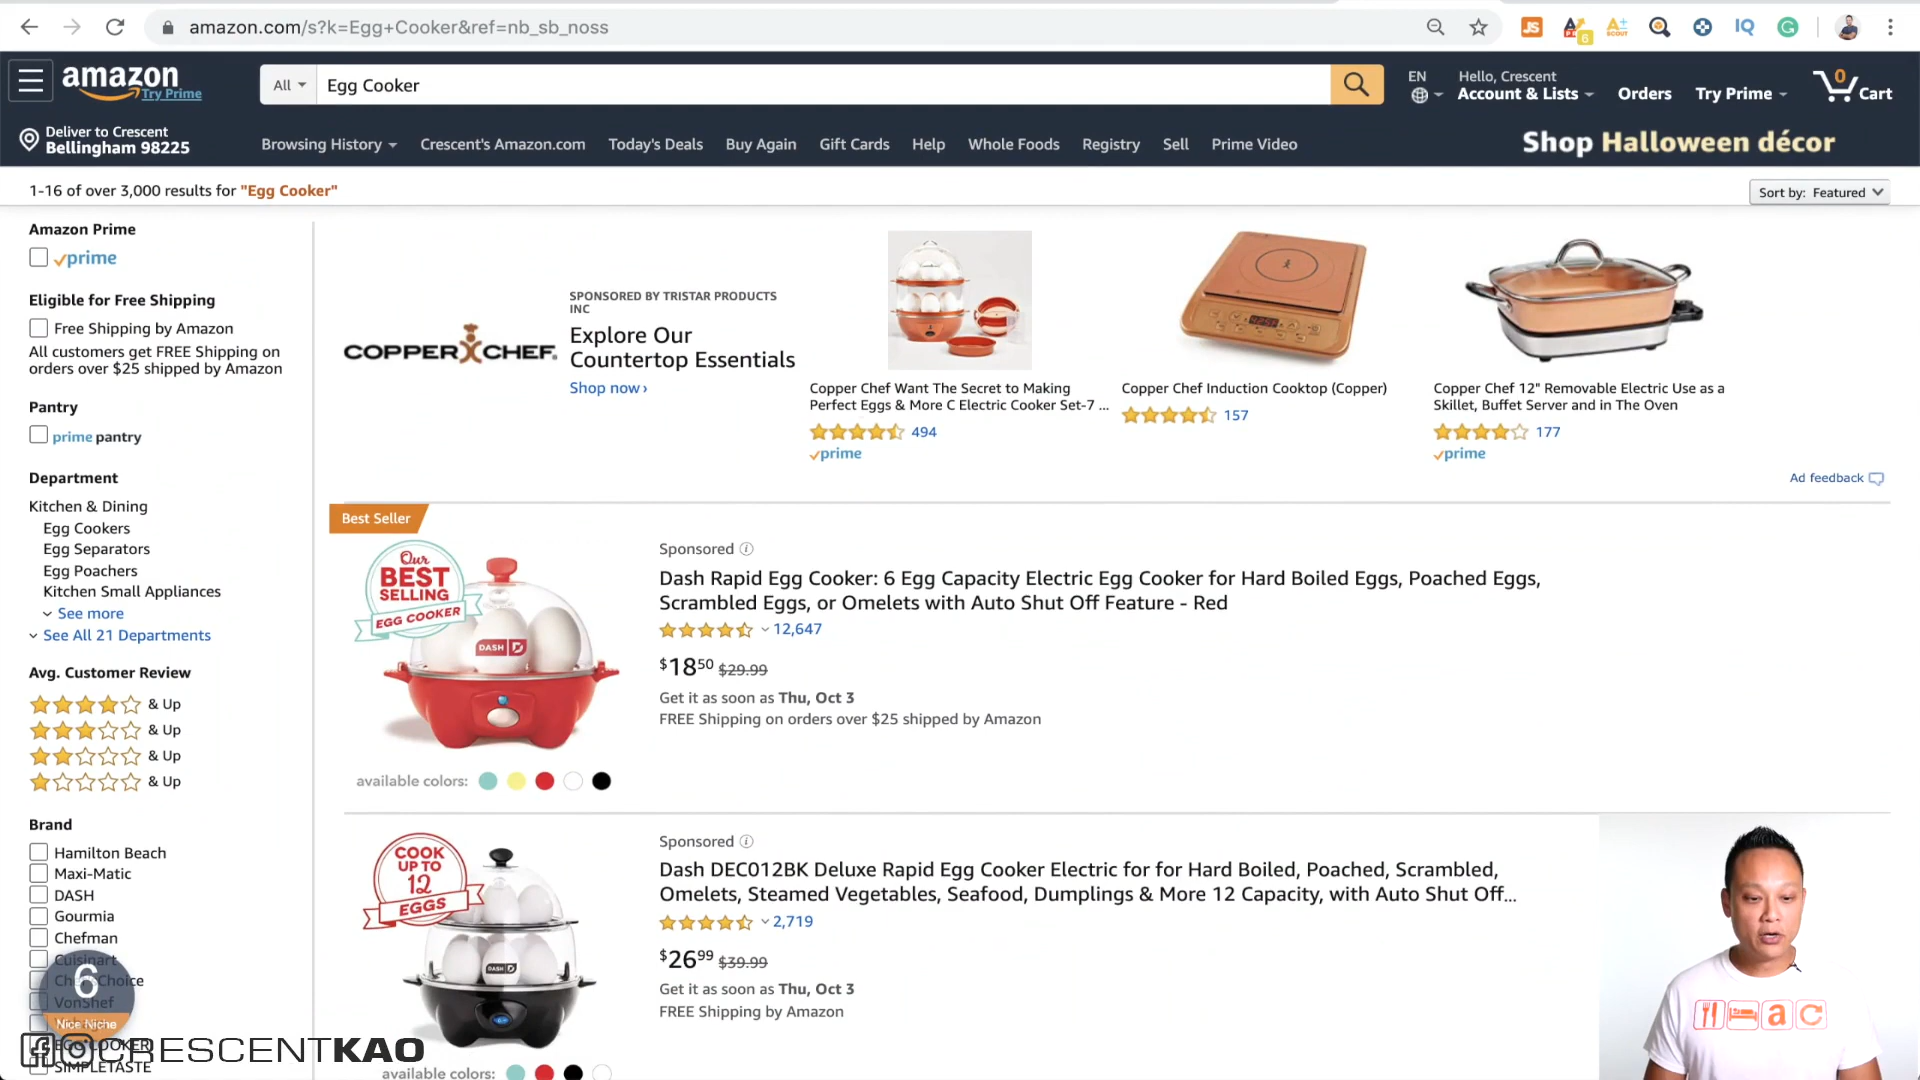 amazon.com/s?k=Egg+Cooker&ref=nb_sb_noss
JS
6
A±
SCOUT
IQ
G
amazon
Try Prime
All
Egg Cooker
EN
Hello, Crescent
Account & Lists
Orders
Try Prime
0
Cart
Deliver to Crescent
Bellingham 98225
Browsing History
Crescent's Amazon.com
Today's Deals
Buy Again
Gift Cards
Help
Whole Foods
Registry
Sell
Prime Video
Shop Halloween décor
1-16 of over 3,000 results for "Egg Cooker"
Sort by: Featured
Amazon Prime
prime
Eligible for Free Shipping
Free Shipping by Amazon
All customers get FREE Shipping on
orders over $25 shipped by Amazon
Pantry
prime pantry
Department
Kitchen & Dining
Egg Cookers
Egg Separators
Egg Poachers
Kitchen Small Appliances
See more
See All 21 Departments
Avg. Customer Review
& Up
& Up
& Up
& Up
Brand
Hamilton Beach
Maxi-Matic
DASH
Gourmia
Chefman
Cuisinart
Chef'sChoice
VonShef
EGG COOKER
SIMPLETASTE
6
Nice Niche
CRESCENTKAO
COPPER CHEF
SPONSORED BY TRISTAR PRODUCTS
INC
Explore Our
Countertop Essentials
Shop now ›
Copper Chef Want The Secret to Making
Perfect Eggs & More C Electric Cooker Set-7 ...
494
prime
Copper Chef Induction Cooktop (Copper)
157
Copper Chef 12" Removable Electric Use as a
Skillet, Buffet Server and in The Oven
177
prime
Ad feedback
Best Seller
Our
BEST
SELLING
EGG COOKER
DASH
available colors:
Sponsored
Dash Rapid Egg Cooker: 6 Egg Capacity Electric Egg Cooker for Hard Boiled Eggs, Poached Eggs,
Scrambled Eggs, or Omelets with Auto Shut Off Feature - Red
12,647
$1850 $29.99
Get it as soon as Thu, Oct 3
FREE Shipping on orders over $25 shipped by Amazon
COOK
UP TO
12
EGGS
DASH
available colors:
Sponsored
Dash DEC012BK Deluxe Rapid Egg Cooker Electric for for Hard Boiled, Poached, Scrambled,
Omelets, Steamed Vegetables, Seafood, Dumplings & More 12 Capacity, with Auto Shut Off...
2,719
$2699 $39.99
Get it as soon as Thu, Oct 3
FREE Shipping by Amazon
a